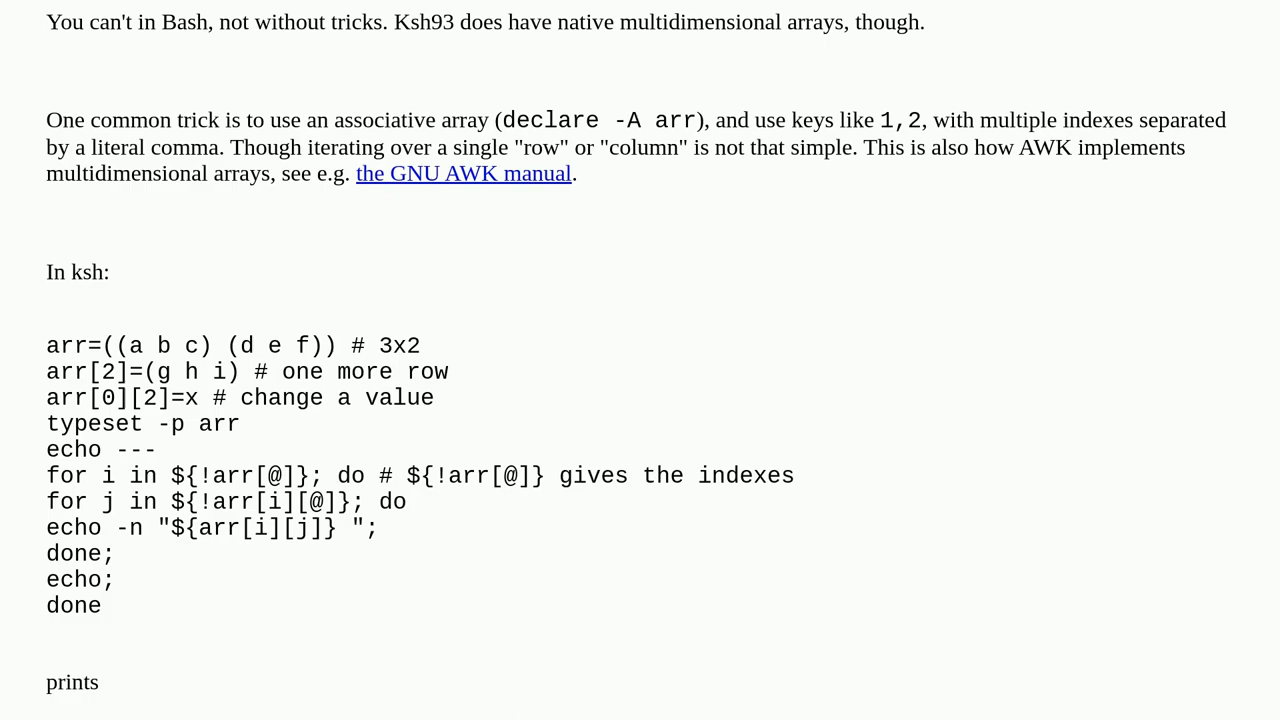 You can't in Bash, not without tricks. Ksh93 does have native multidimensional arrays, though.
One common trick is to use an associative array (declare -A arr), and use keys like 1,2, with multiple indexes separated
by a literal comma. Though iterating over a single "row" or "column" is not that simple. This is also how AWK implements
multidimensional arrays, see e.g. the GNU AWK manual.
In ksh:
arr=((a b c) (d e f)) # 3x2
arr[2]=(g h i) # one more row
arr[0][2]=x # change a value
typeset -p arr
echo ---
for i in ${!arr[@]}; do # ${!arr[@]} gives the indexes
for j in ${!arr[i][@]}; do
echo -n "${arr[i][j]} ";
done;
echo;
done
prints